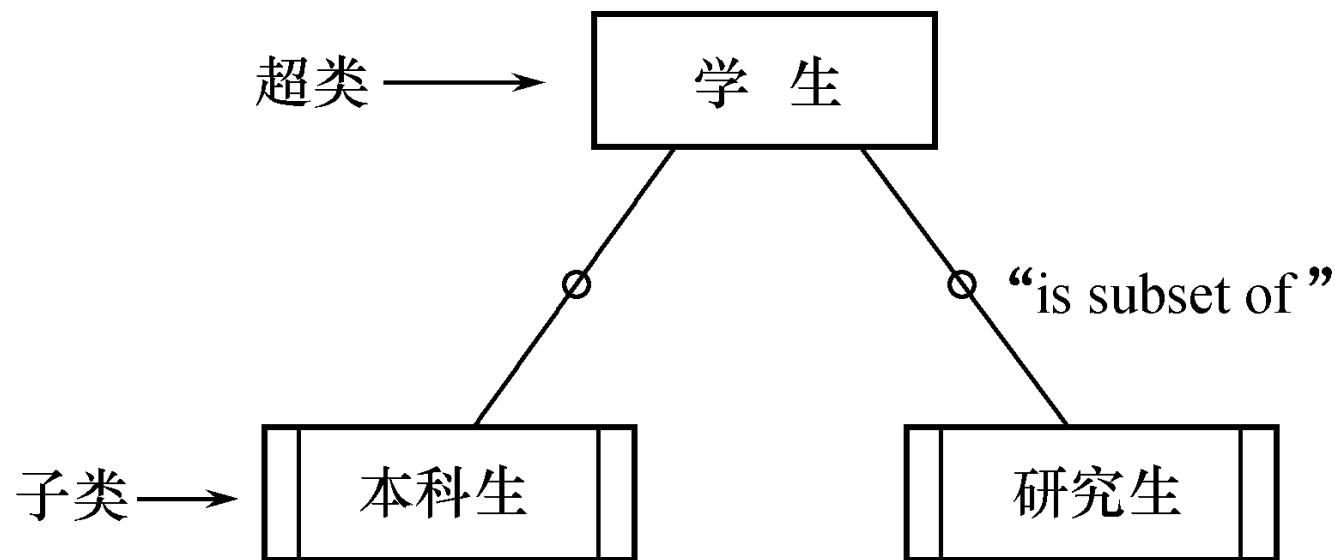 超类
学 生
“is subset of”
子类
本科生
研究生